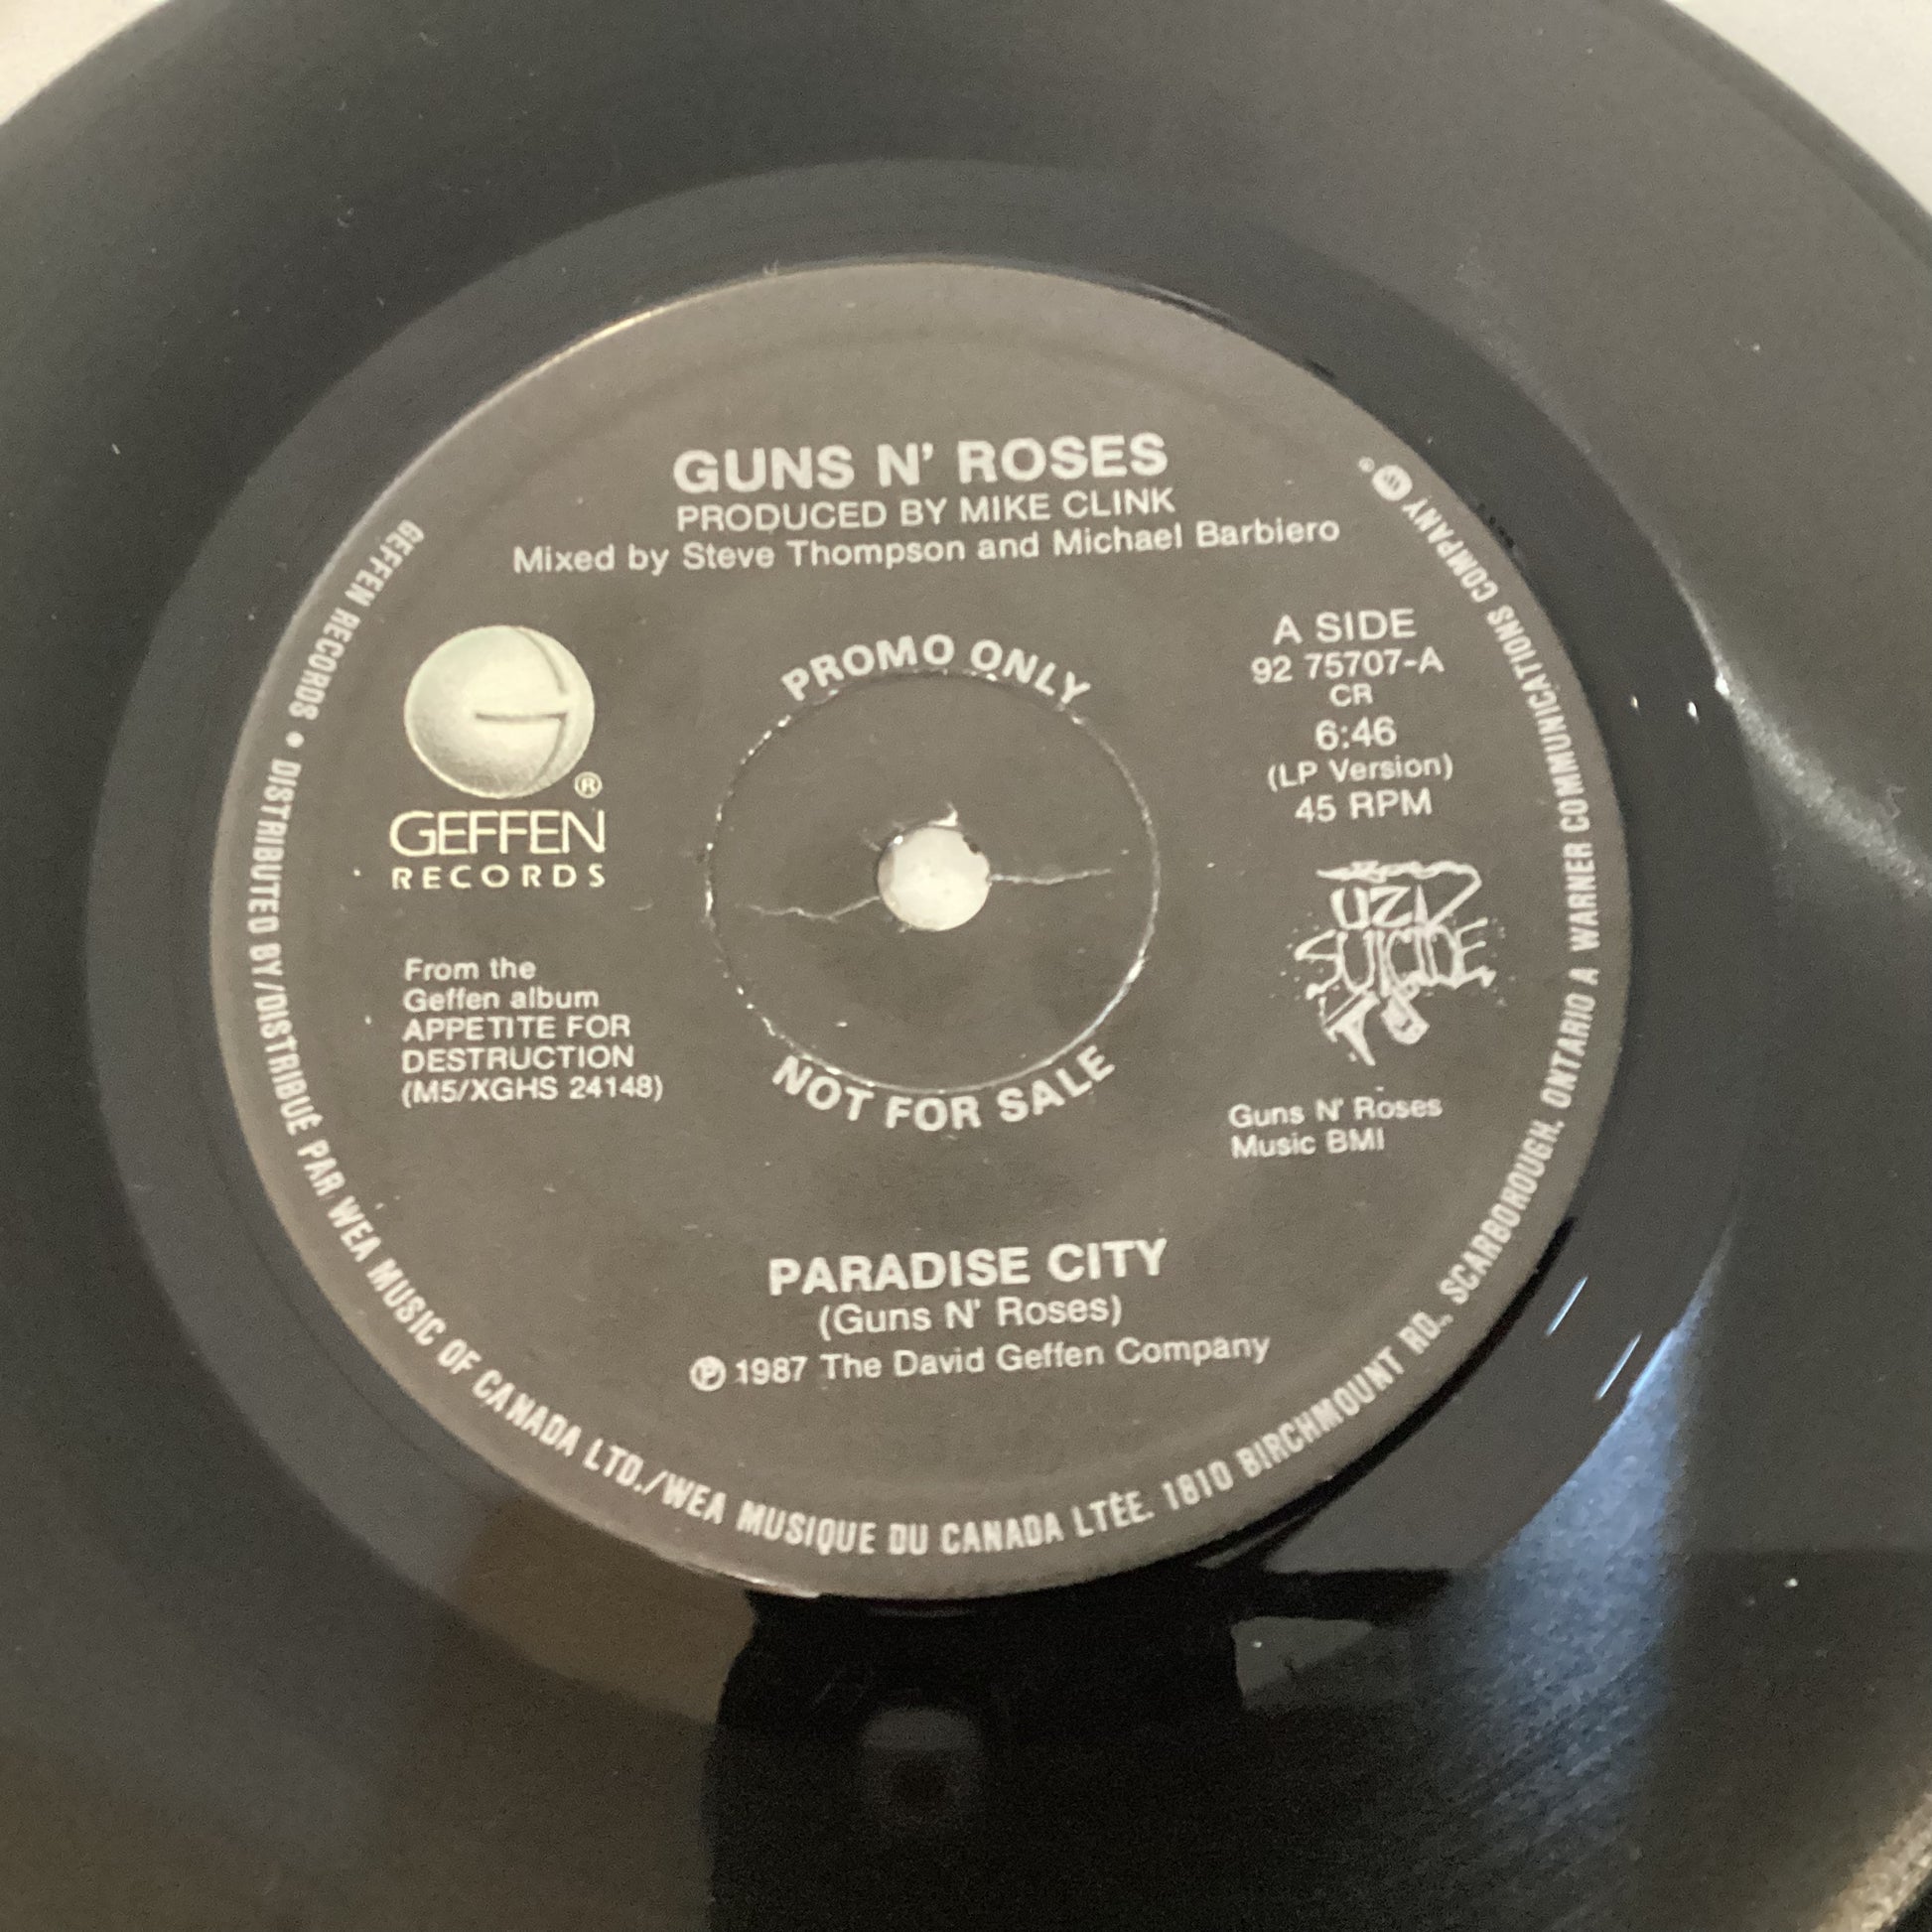 GUNS N' ROSES
PRODUCED BY MIKE CLINK
Mixed by Steve Thompson and Michael Barbiero
PROMO ONLY
NOT FOR SALE
G
®
GEFFEN
RECORDS
From the
Geffen album
APPETITE FOR
DESTRUCTION
(M5/XGHS 24148)
A SIDE
92 75707-A
CR
6:46
(LP Version)
45 RPM
UZI
SUICIDE
Guns N' Roses
Music BMI
PARADISE CITY
(Guns N' Roses)
℗ 1987 The David Geffen Company
GEFFEN RECORDS • DISTRIBUTED BY/DISTRIBUÉ PAR WEA MUSIC OF CANADA LTD./WEA MUSIQUE DU CANADA LTÉE. 1810 BIRCHMOUNT RD., SCARBOROUGH, ONTARIO A WARNER COMMUNICATIONS COMPANY